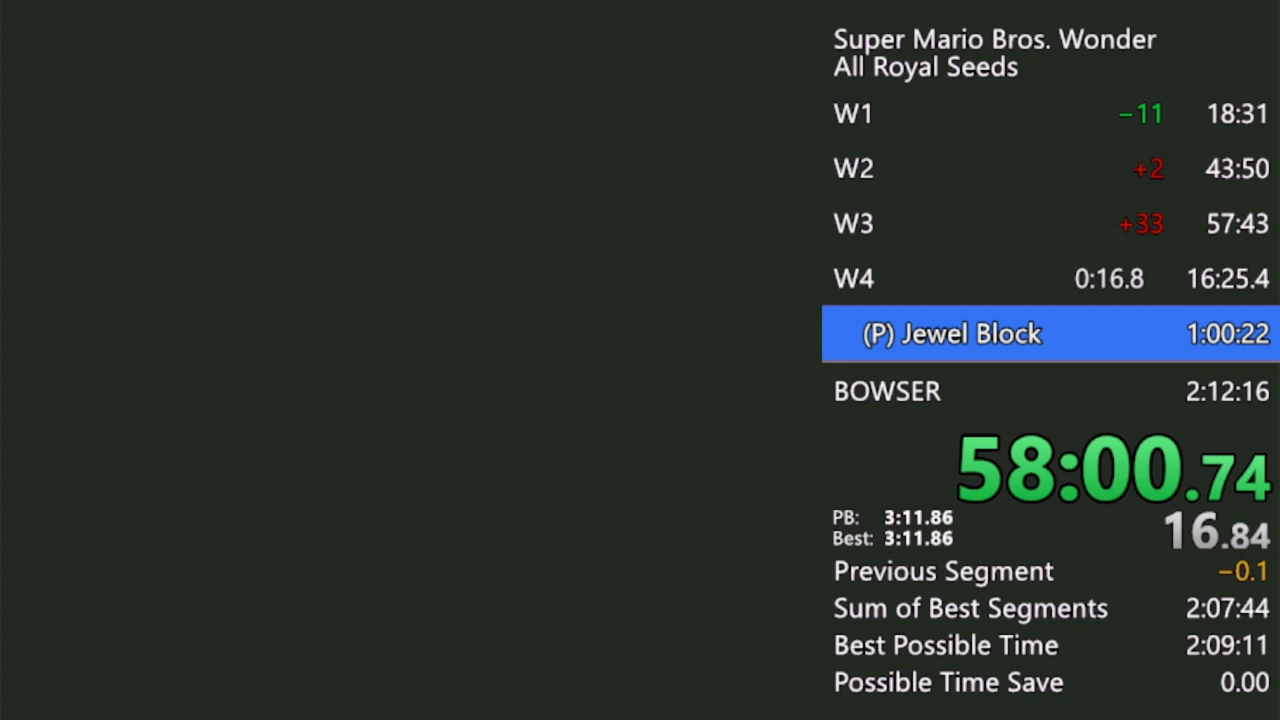 Super Mario Bros. Wonder
All Royal Seeds
W1 −11 18:31
W2 +2 43:50
W3 +33 57:43
W4 0:16.8 16:25.4
(P) Jewel Block 1:00:22
BOWSER 2:12:16
58:00.74
PB: 3:11.86 16.84
Best: 3:11.86
Previous Segment −0.1
Sum of Best Segments 2:07:44
Best Possible Time 2:09:11
Possible Time Save 0.00